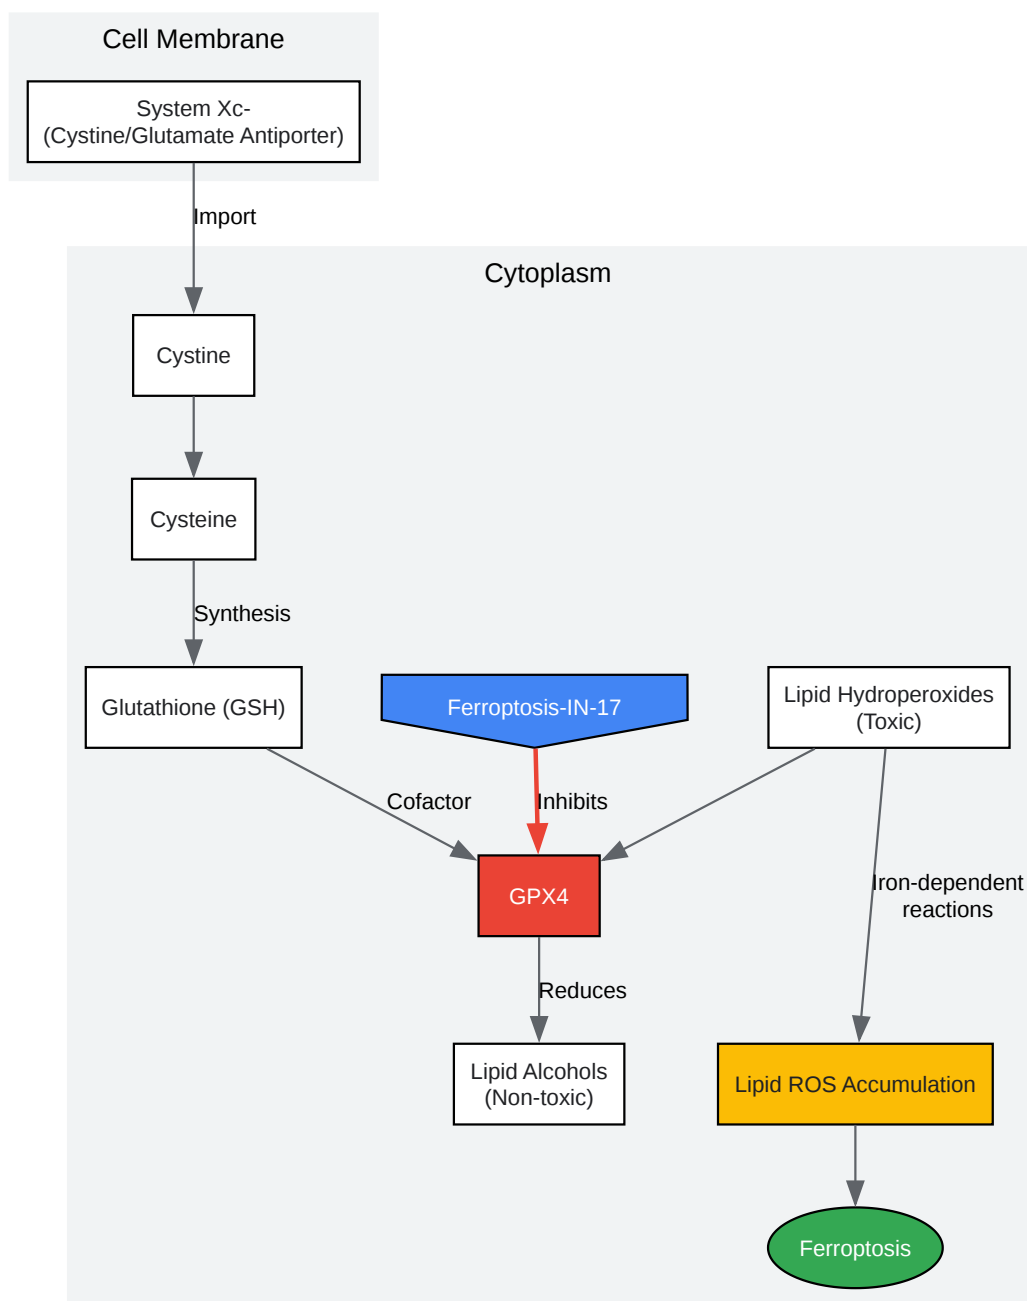 Cell Membrane
System Xc-
(Cystine/Glutamate Antiporter)
Import
Cytoplasm
Cystine
Cysteine
Synthesis
Glutathione (GSH)
Ferroptosis-IN-17
Lipid Hydroperoxides
(Toxic)
Cofactor
Inhibits
GPX4
Iron-dependent
reactions
Reduces
Lipid Alcohols
(Non-toxic)
Lipid ROS Accumulation
Ferroptosis